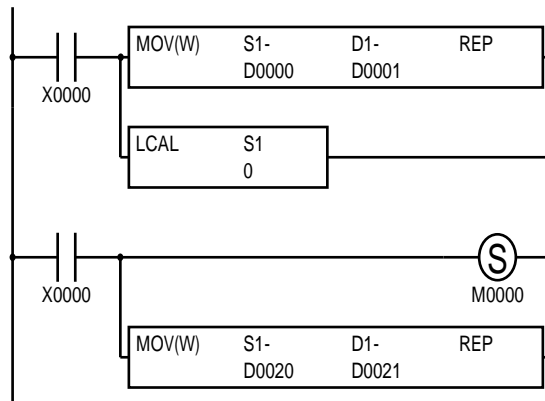 MOV(W) S1- D1- REP
D0000 D0001
X0000
LCAL S1
0
S
X0000 M0000
MOV(W) S1- D1- REP
D0020 D0021